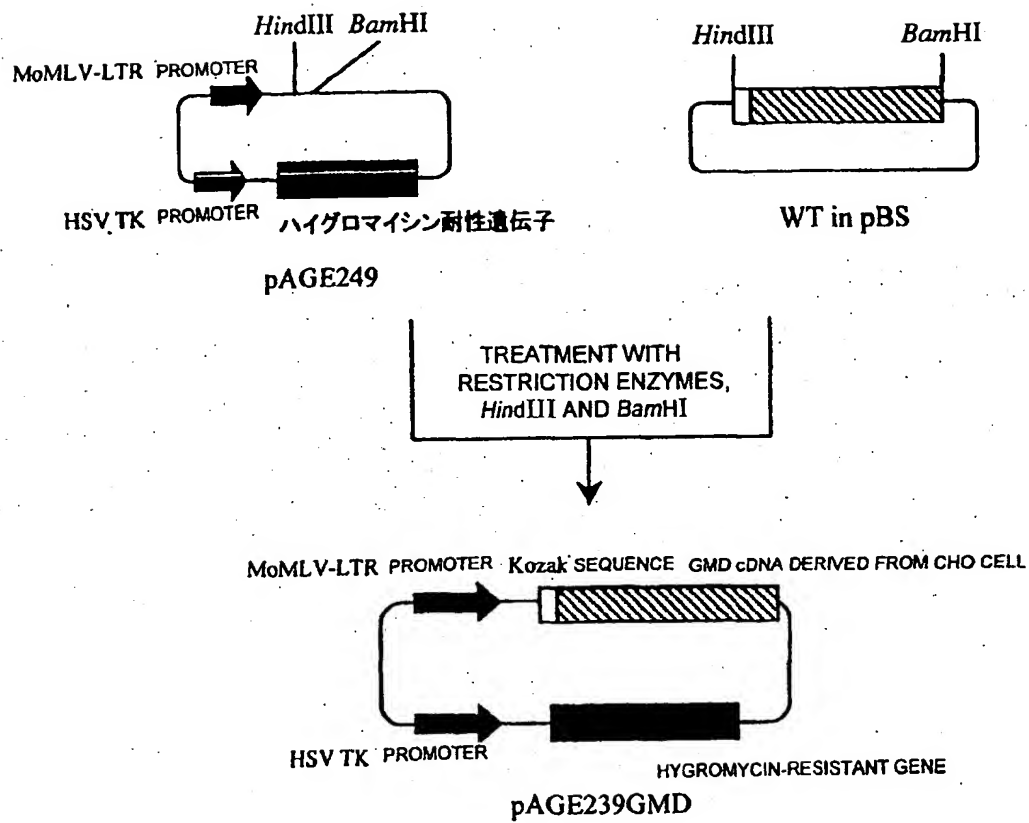 HindIII BamHI
MoMLV-LTR PROMOTER
HSV TK PROMOTER
ハイグロマイシン耐性遺伝子
pAGE249
HindIII BamHI
WT in pBS
TREATMENT WITH
RESTRICTION ENZYMES,
HindIII AND BamHI
MoMLV-LTR PROMOTER Kozak SEQUENCE GMD cDNA DERIVED FROM CHO CELL
HSV TK PROMOTER
HYGROMYCIN-RESISTANT GENE
pAGE239GMD